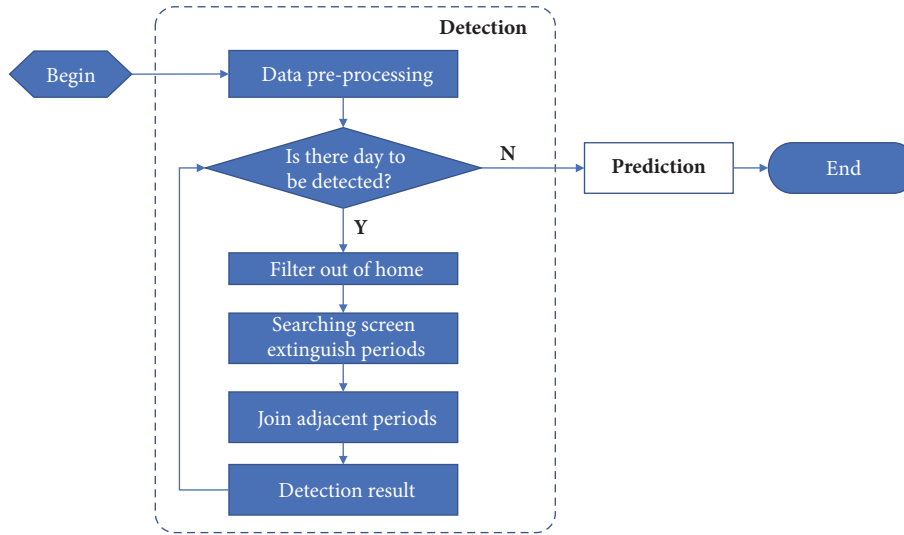 Detection
Begin
Data pre-processing
Is there day to
be detected?
N
Prediction
End
Y
Filter out of home
Searching screen
extinguish periods
Join adjacent periods
Detection result